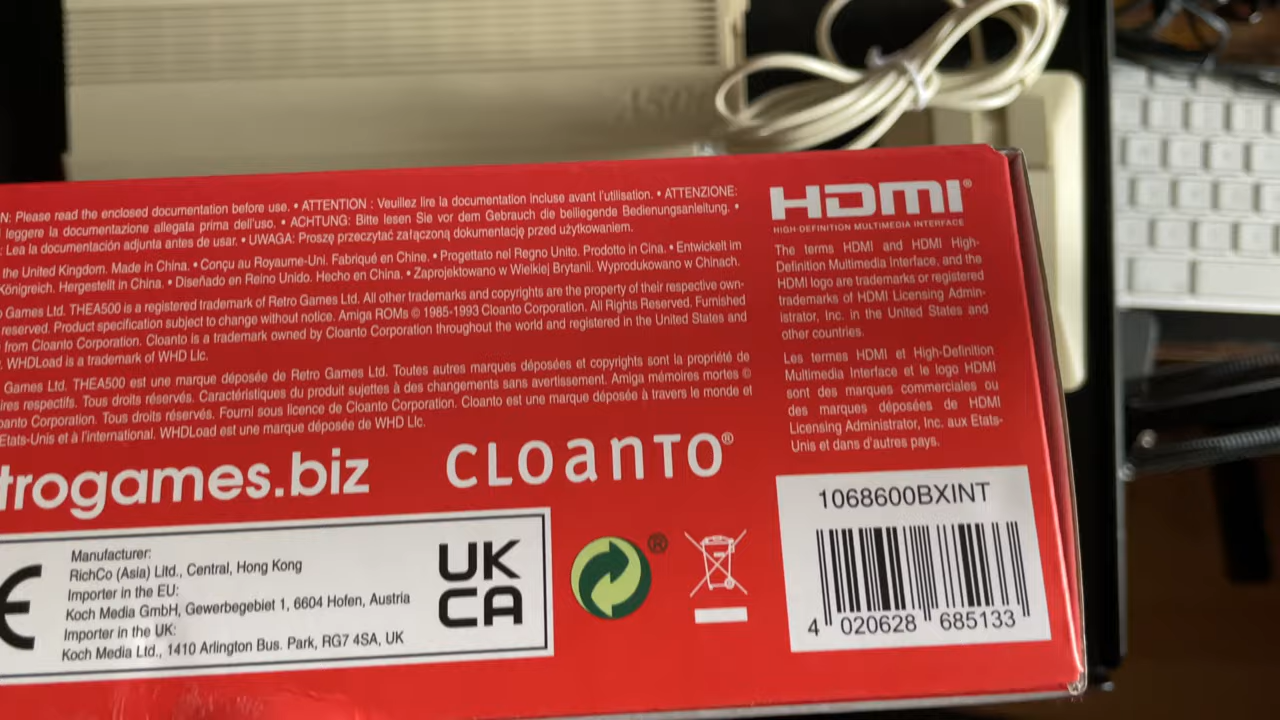 A500
N: Please read the enclosed documentation before use. • ATTENTION : Veuillez lire la documentation incluse avant l'utilisation. • ATTENZIONE:
leggere la documentazione allegata prima dell'uso. • ACHTUNG: Bitte lesen Sie vor dem Gebrauch die beiliegende Bedienungsanleitung. •
: Lea la documentación adjunta antes de usar. • UWAGA: Proszę przeczytać załączoną dokumentację przed użytkowaniem.
the United Kingdom. Made in China. • Conçu au Royaume-Uni. Fabriqué en Chine. • Progettato nel Regno Unito. Prodotto in Cina. • Entwickelt im
Königreich. Hergestellt in China. • Diseñado en Reino Unido. Hecho en China. • Zaprojektowano w Wielkiej Brytanii. Wyprodukowano w Chinach.
Games Ltd. THEA500 is a registered trademark of Retro Games Ltd. All other trademarks and copyrights are the property of their respective own-
reserved. Product specification subject to change without notice. Amiga ROMs © 1985-1993 Cloanto Corporation. All Rights Reserved. Furnished
from Cloanto Corporation. Cloanto is a trademark owned by Cloanto Corporation throughout the world and registered in the United States and
. WHDLoad is a trademark of WHD Llc.
Games Ltd. THEA500 est une marque déposée de Retro Games Ltd. Toutes autres marques déposées et copyrights sont la propriété de
ires respectifs. Tous droits réservés. Caractéristiques du produit sujettes à des changements sans avertissement. Amiga mémoires mortes ©
oanto Corporation. Tous droits réservés. Fourni sous licence de Cloanto Corporation. Cloanto est une marque déposée à travers le monde et
Etats-Unis et à l'international. WHDLoad est une marque déposée de WHD Llc.
trogames.biz
CLOANTO®
HDMI®
HIGH-DEFINITION MULTIMEDIA INTERFACE
The terms HDMI and HDMI High-
Definition Multimedia Interface, and the
HDMI logo are trademarks or registered
trademarks of HDMI Licensing Admin-
istrator, Inc. in the United States and
other countries.
Les termes HDMI et High-Definition
Multimedia Interface et le logo HDMI
sont des marques commerciales ou
des marques déposées de HDMI
Licensing Administrator, Inc. aux Etats-
Unis et dans d'autres pays.
CE
Manufacturer:
RichCo (Asia) Litd., Central, Hong Kong
Importer in the EU:
Koch Media GmbH, Gewerbegebiet 1, 6604 Hofen, Austria
Importer in the UK:
Koch Media Ltd., 1410 Arlington Bus. Park, RG7 4SA, UK
UK
CA
®
1068600BXINT
4 020628 685133